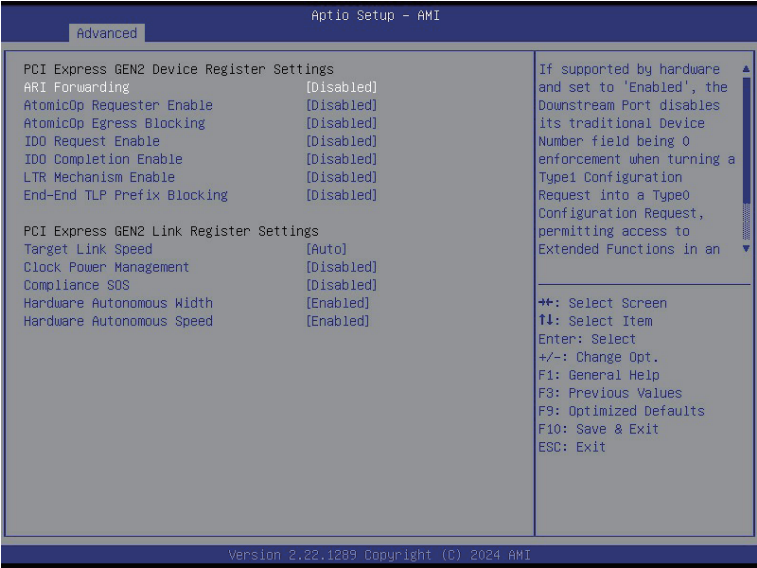 Aptio Setup – AMI
Advanced
PCI Express GEN2 Device Register Settings
ARI Forwarding [Disabled]
AtomicOp Requester Enable [Disabled]
AtomicOp Egress Blocking [Disabled]
IDO Request Enable [Disabled]
IDO Completion Enable [Disabled]
LTR Mechanism Enable [Disabled]
End-End TLP Prefix Blocking [Disabled]
PCI Express GEN2 Link Register Settings
Target Link Speed [Auto]
Clock Power Management [Disabled]
Compliance SOS [Disabled]
Hardware Autonomous Width [Enabled]
Hardware Autonomous Speed [Enabled]
If supported by hardware
and set to 'Enabled', the
Downstream Port disables
its traditional Device
Number field being 0
enforcement when turning a
Type1 Configuration
Request into a Type0
Configuration Request,
permitting access to
Extended Functions in an
→←: Select Screen
↑↓: Select Item
Enter: Select
+/-: Change Opt.
F1: General Help
F3: Previous Values
F9: Optimized Defaults
F10: Save & Exit
ESC: Exit
Version 2.22.1289 Copyright (C) 2024 AMI